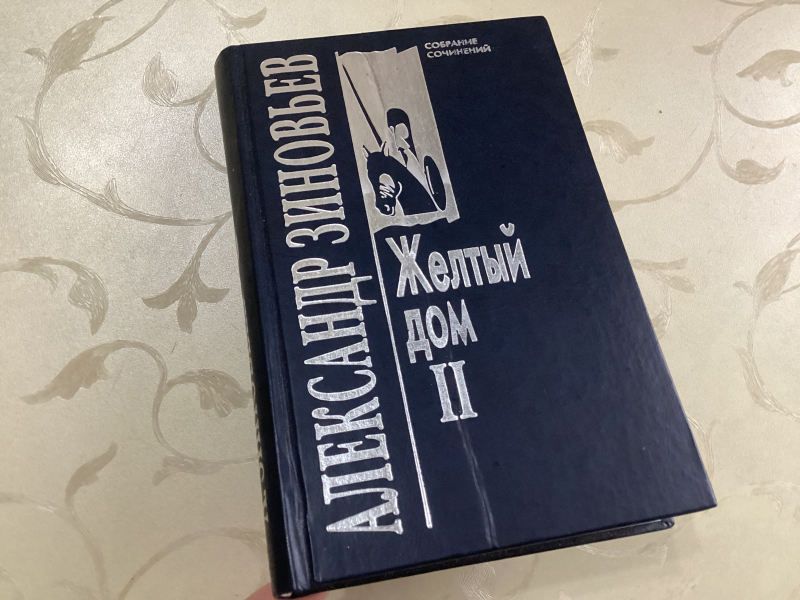 АЛЕКСАНДР ЗИНОВЬЕВ
СОБРАНИЕ
СОЧИНЕНИЙ
Желтый
дом
II